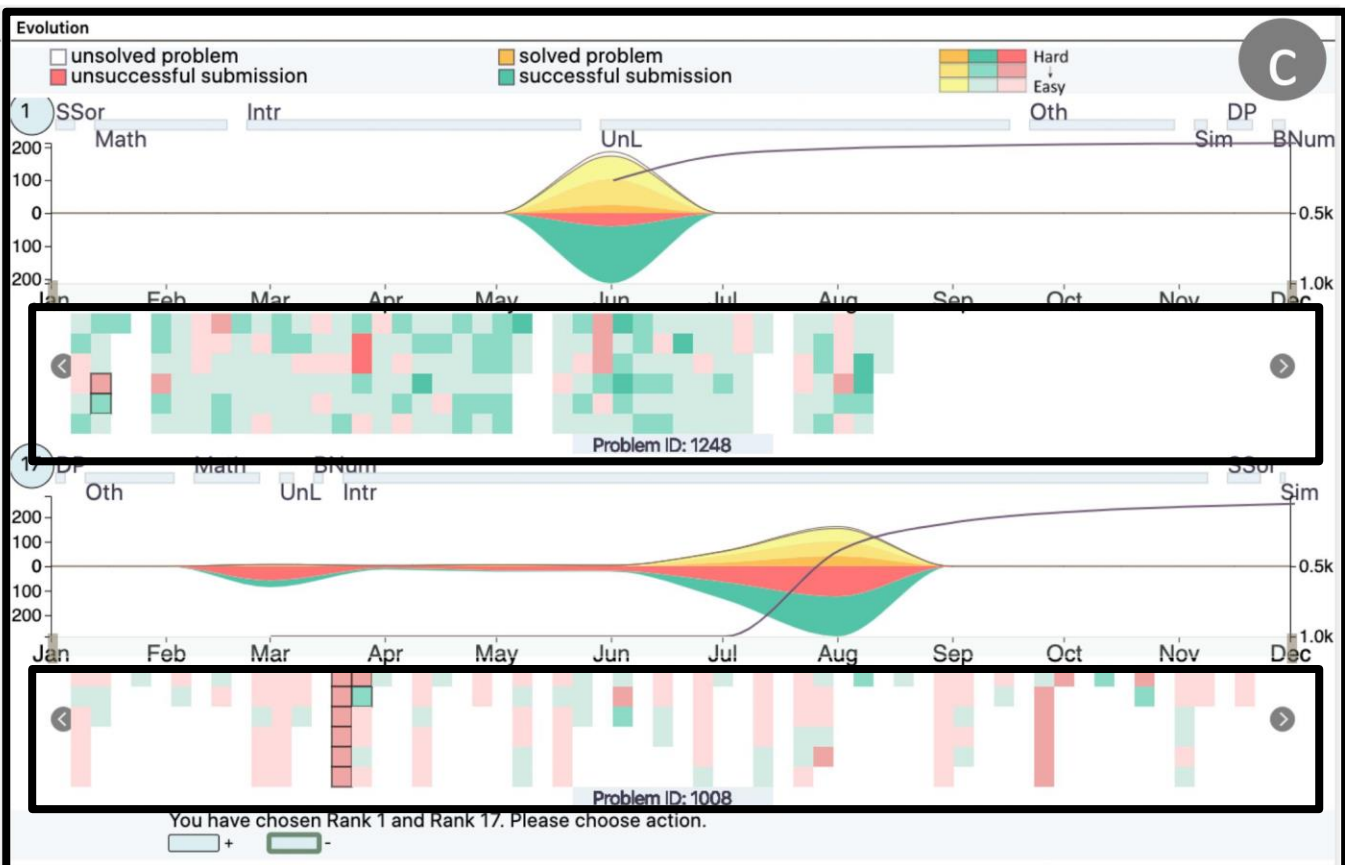 Evolution
C
unsolved problem solved problem Hard
unsuccessful submission successful submission ↓
Easy
1 SSor Intr Oth DP
Math UnL Sim BNum
200
100
0 0.5k
100
200 1.0k
Jan Feb Mar Apr May Jun Jul Aug Sep Oct Nov Dec
Problem ID: 1248
17 DP Math BNum SSor
Oth UnL Intr Sim
200
100
0 0.5k
100
200
1.0k
Jan Feb Mar Apr May Jun Jul Aug Sep Oct Nov Dec
Problem ID: 1008
You have chosen Rank 1 and Rank 17. Please choose action.
+ -